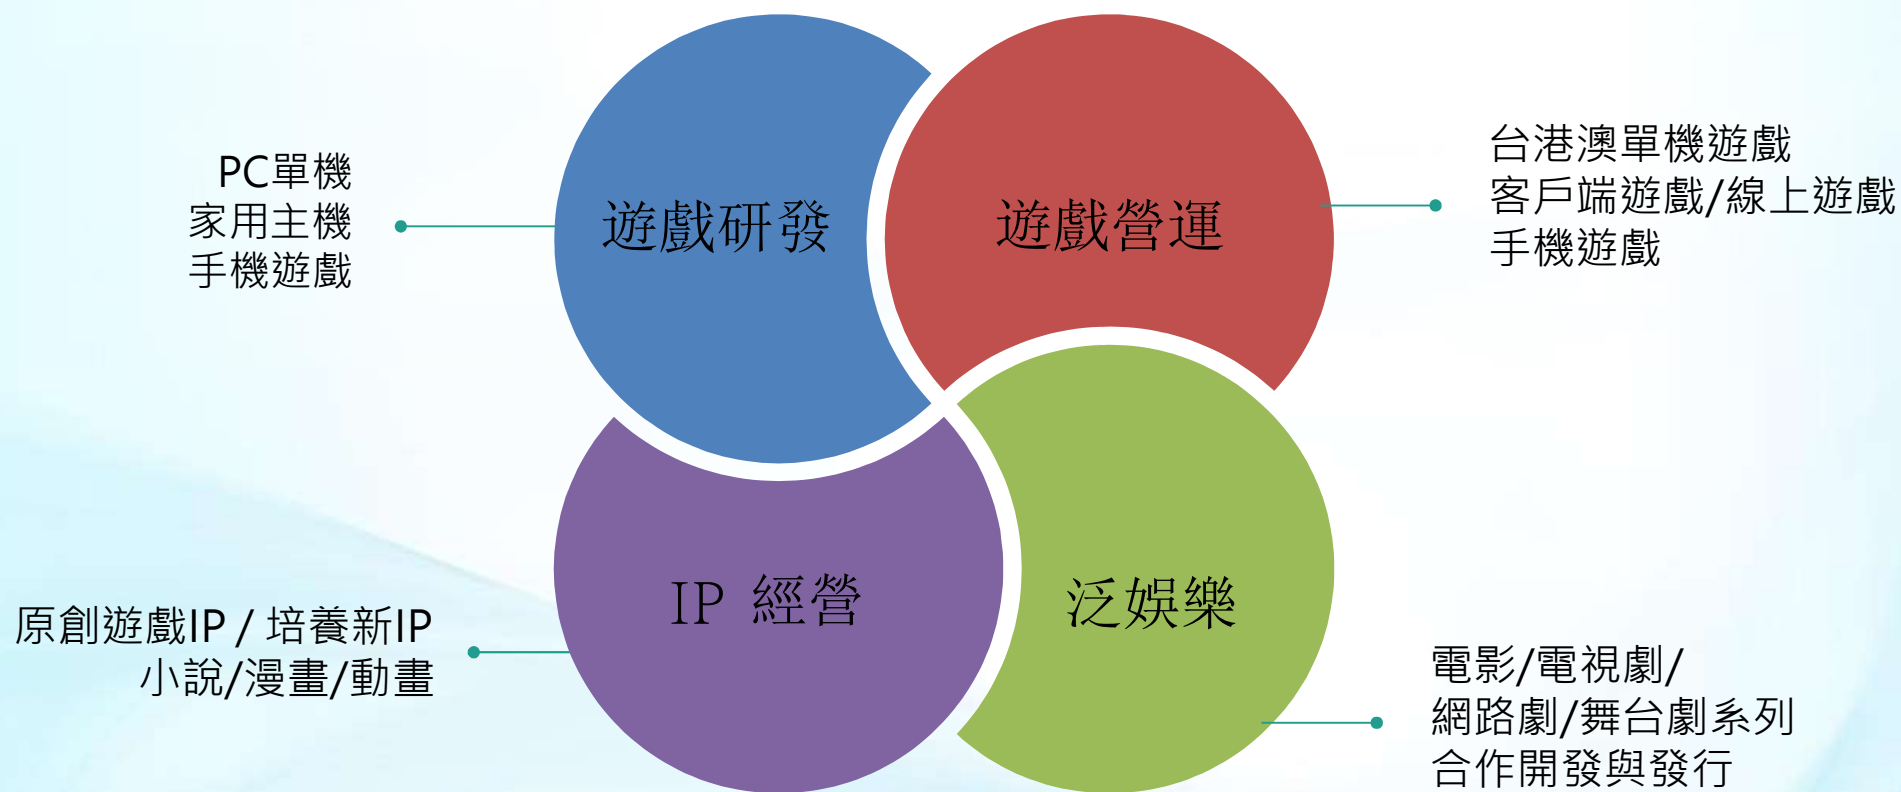 PC單機
家用主機
手機遊戲
遊戲研發
遊戲營運
台港澳單機遊戲
客戶端遊戲/線上遊戲
手機遊戲
原創遊戲IP / 培養新IP
小說/漫畫/動畫
IP 經營
泛娛樂
電影/電視劇/
網路劇/舞台劇系列
合作開發與發行